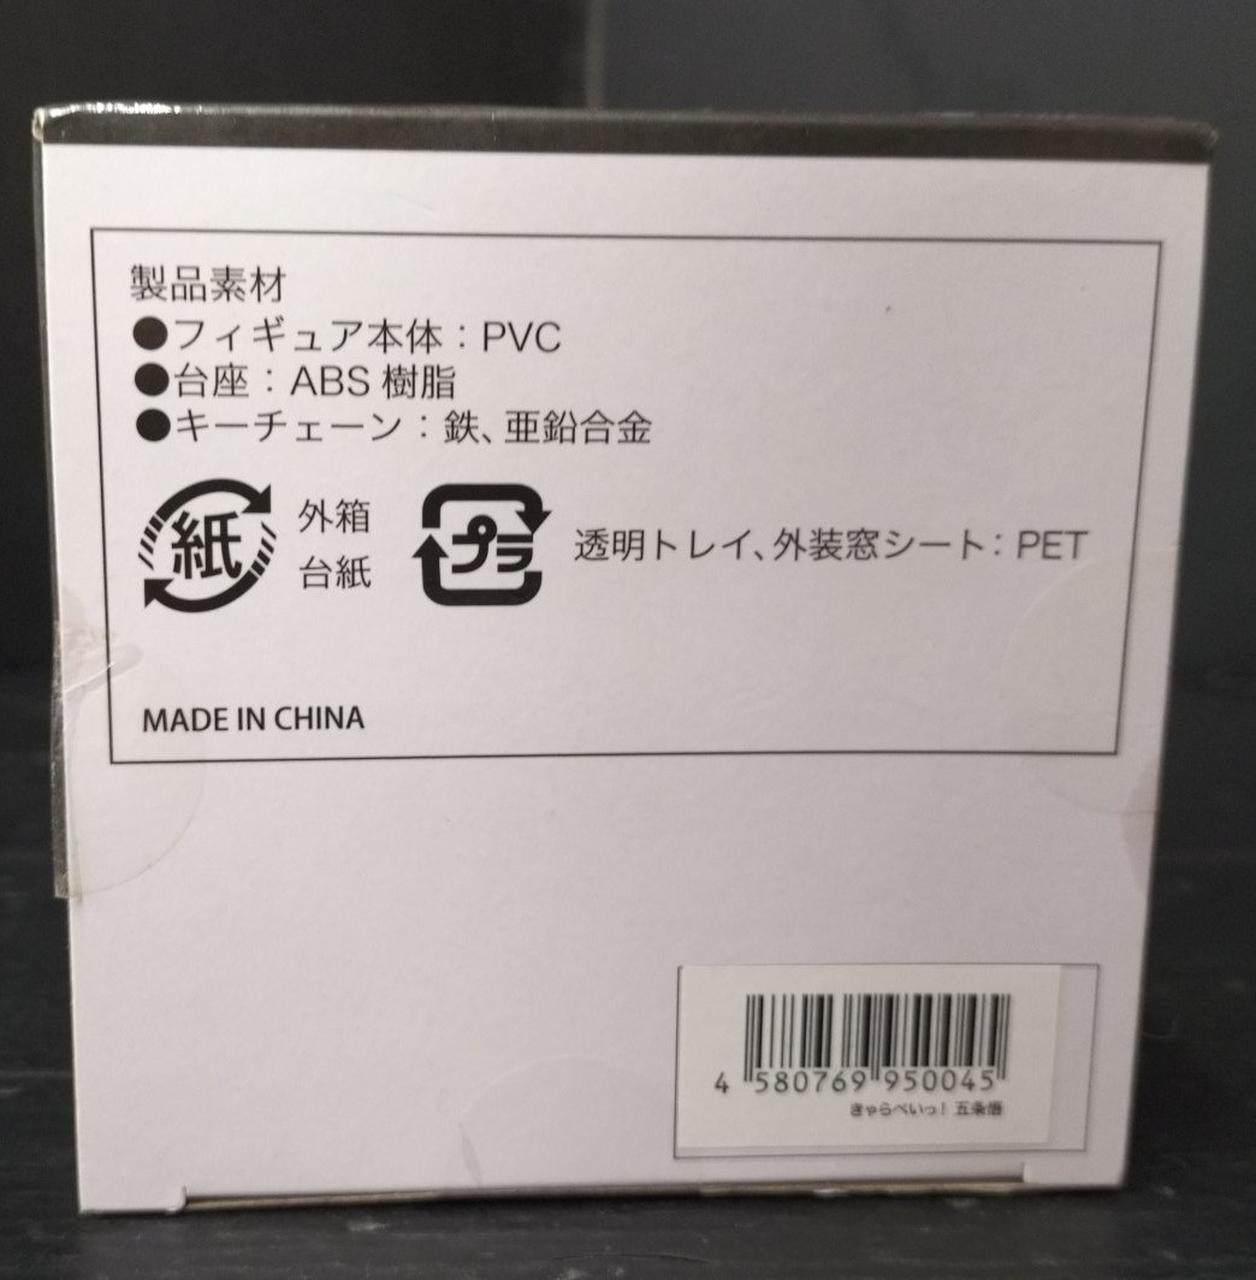 製品素材
●フィギュア本体：PVC
●台座：ABS 樹脂
●キーチェーン：鉄、亜鉛合金
紙
外箱
台紙
プラ
透明トレイ、外装窓シート：PET
MADE IN CHINA
4 580769 950045
きゃらべいっ！ 五条悟